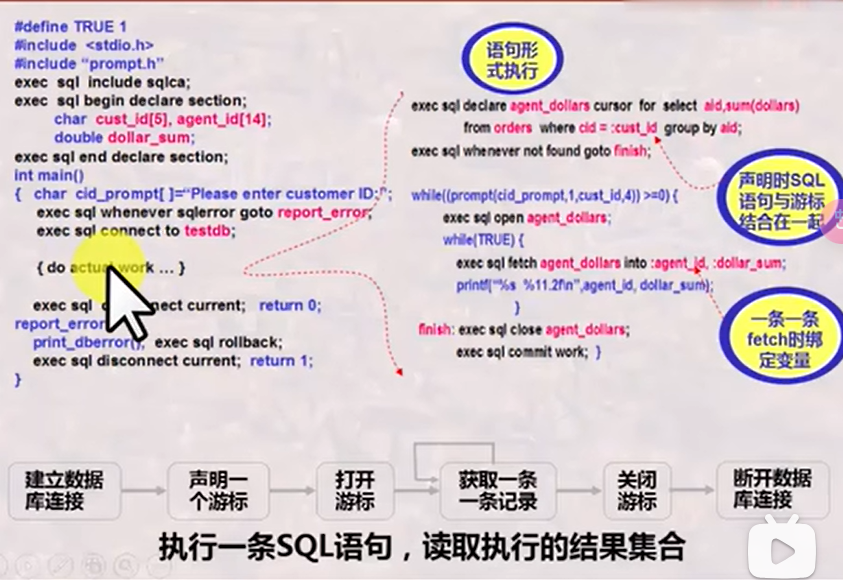 #define TRUE 1
#include <stdio.h>
#include “prompt.h”
exec sql include sqlca;
exec sql begin declare section;
char cust_id[5], agent_id[14];
double dollar_sum;
exec sql end declare section;
int main()
{ char cid_prompt[ ]=“Please enter customer ID:”;
exec sql whenever sqlerror goto report_error;
exec sql connect to testdb;
{ do actual work ... }
exec sql nnect current; return 0;
report_error
print_dberror(); exec sql rollback;
exec sql disconnect current; return 1;
}
语句形
式执行
exec sql declare agent_dollars cursor for select aid,sum(dollars)
from orders where cid = :cust_id group by aid;
exec sql whenever not found goto finish;
while((prompt(cid_prompt,1,cust_id,4)) >=0) {
exec sql open agent_dollars;
while(TRUE) {
exec sql fetch agent_dollars into :agent_id, :dollar_sum;
printf(“%s %11.2f\n”,agent_id, dollar_sum);
}
finish: exec sql close agent_dollars;
exec sql commit work; }
声明时SQL
语句与游标
结合在一起
一条一条
fetch时绑
定变量
建立数据
库连接
声明一
个游标
打开
游标
获取一条
一条记录
关闭
游标
断开数据
库连接
执行一条SQL语句，读取执行的结果集合